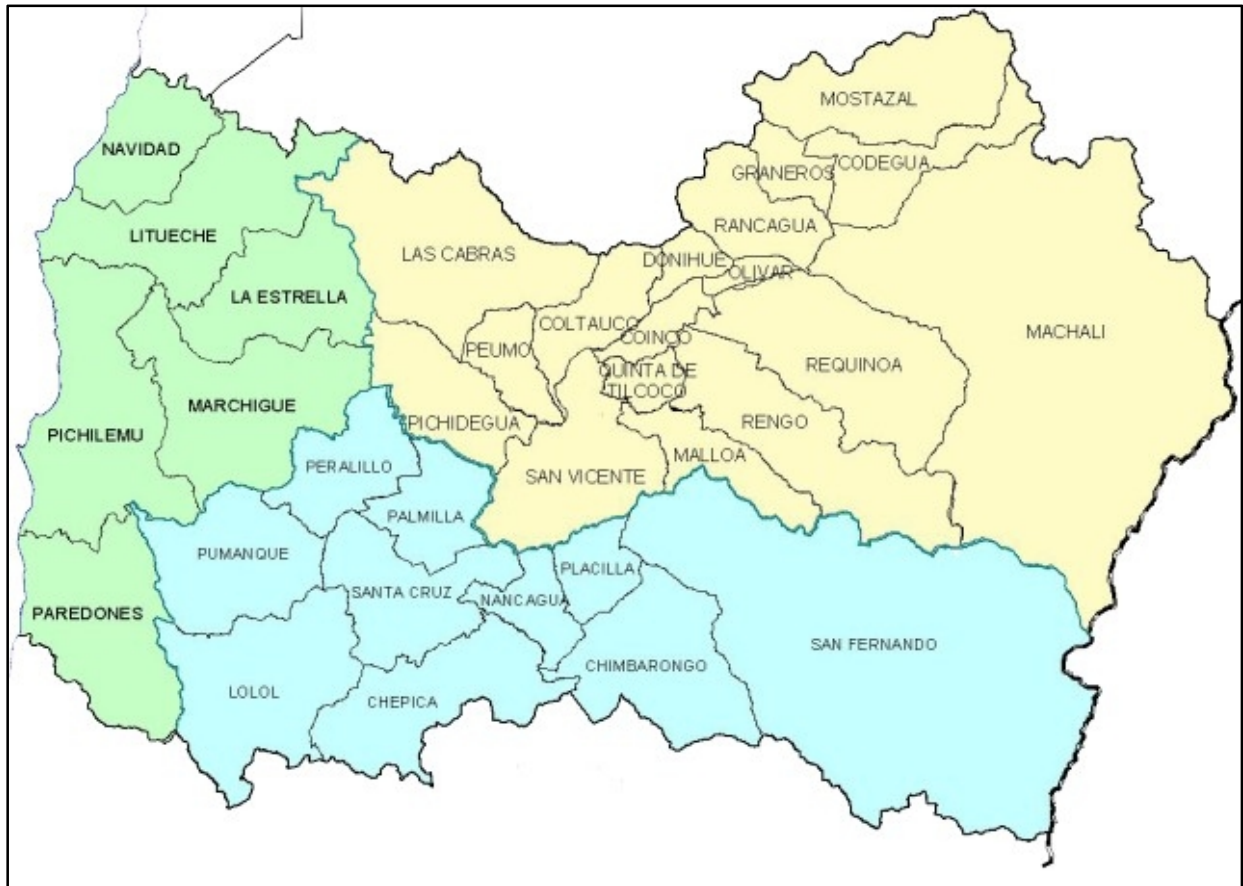 MOSTAZAL
NAVIDAD
CODEGUA
GRANEROS
RANCAGUA
LITUECHE
LAS CABRAS
DONIHUE
OLIVAR
LA ESTRELLA
COLTAUCO
MACHALI
COINCO
PEUMO
REQUINOA
QUINTA DE
TILCOCO
MARCHIGUE
PICHILEMU
PICHIDEGUA
RENGO
MALLOA
PERALILLO
SAN VICENTE
PALMILLA
PUMANQUE
PLACILLA
SANTA CRUZ
NANCAGUA
PAREDONES
SAN FERNANDO
CHIMBARONGO
LOLOL
CHEPICA